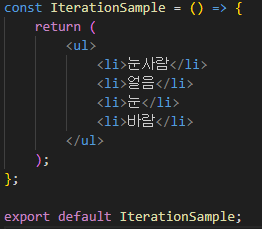 const IterationSample = () => {
    return (
        <ul>
            <li>눈사람</li>
            <li>얼음</li>
            <li>눈</li>
            <li>바람</li>
        </ul>
    );
};

export default IterationSample;